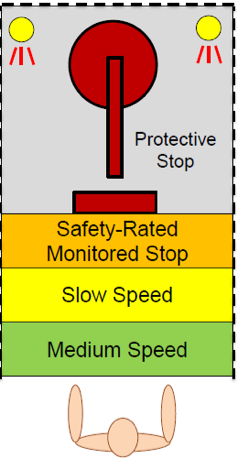 Protective
Stop
Safety-Rated
Monitored Stop
Slow Speed
Medium Speed